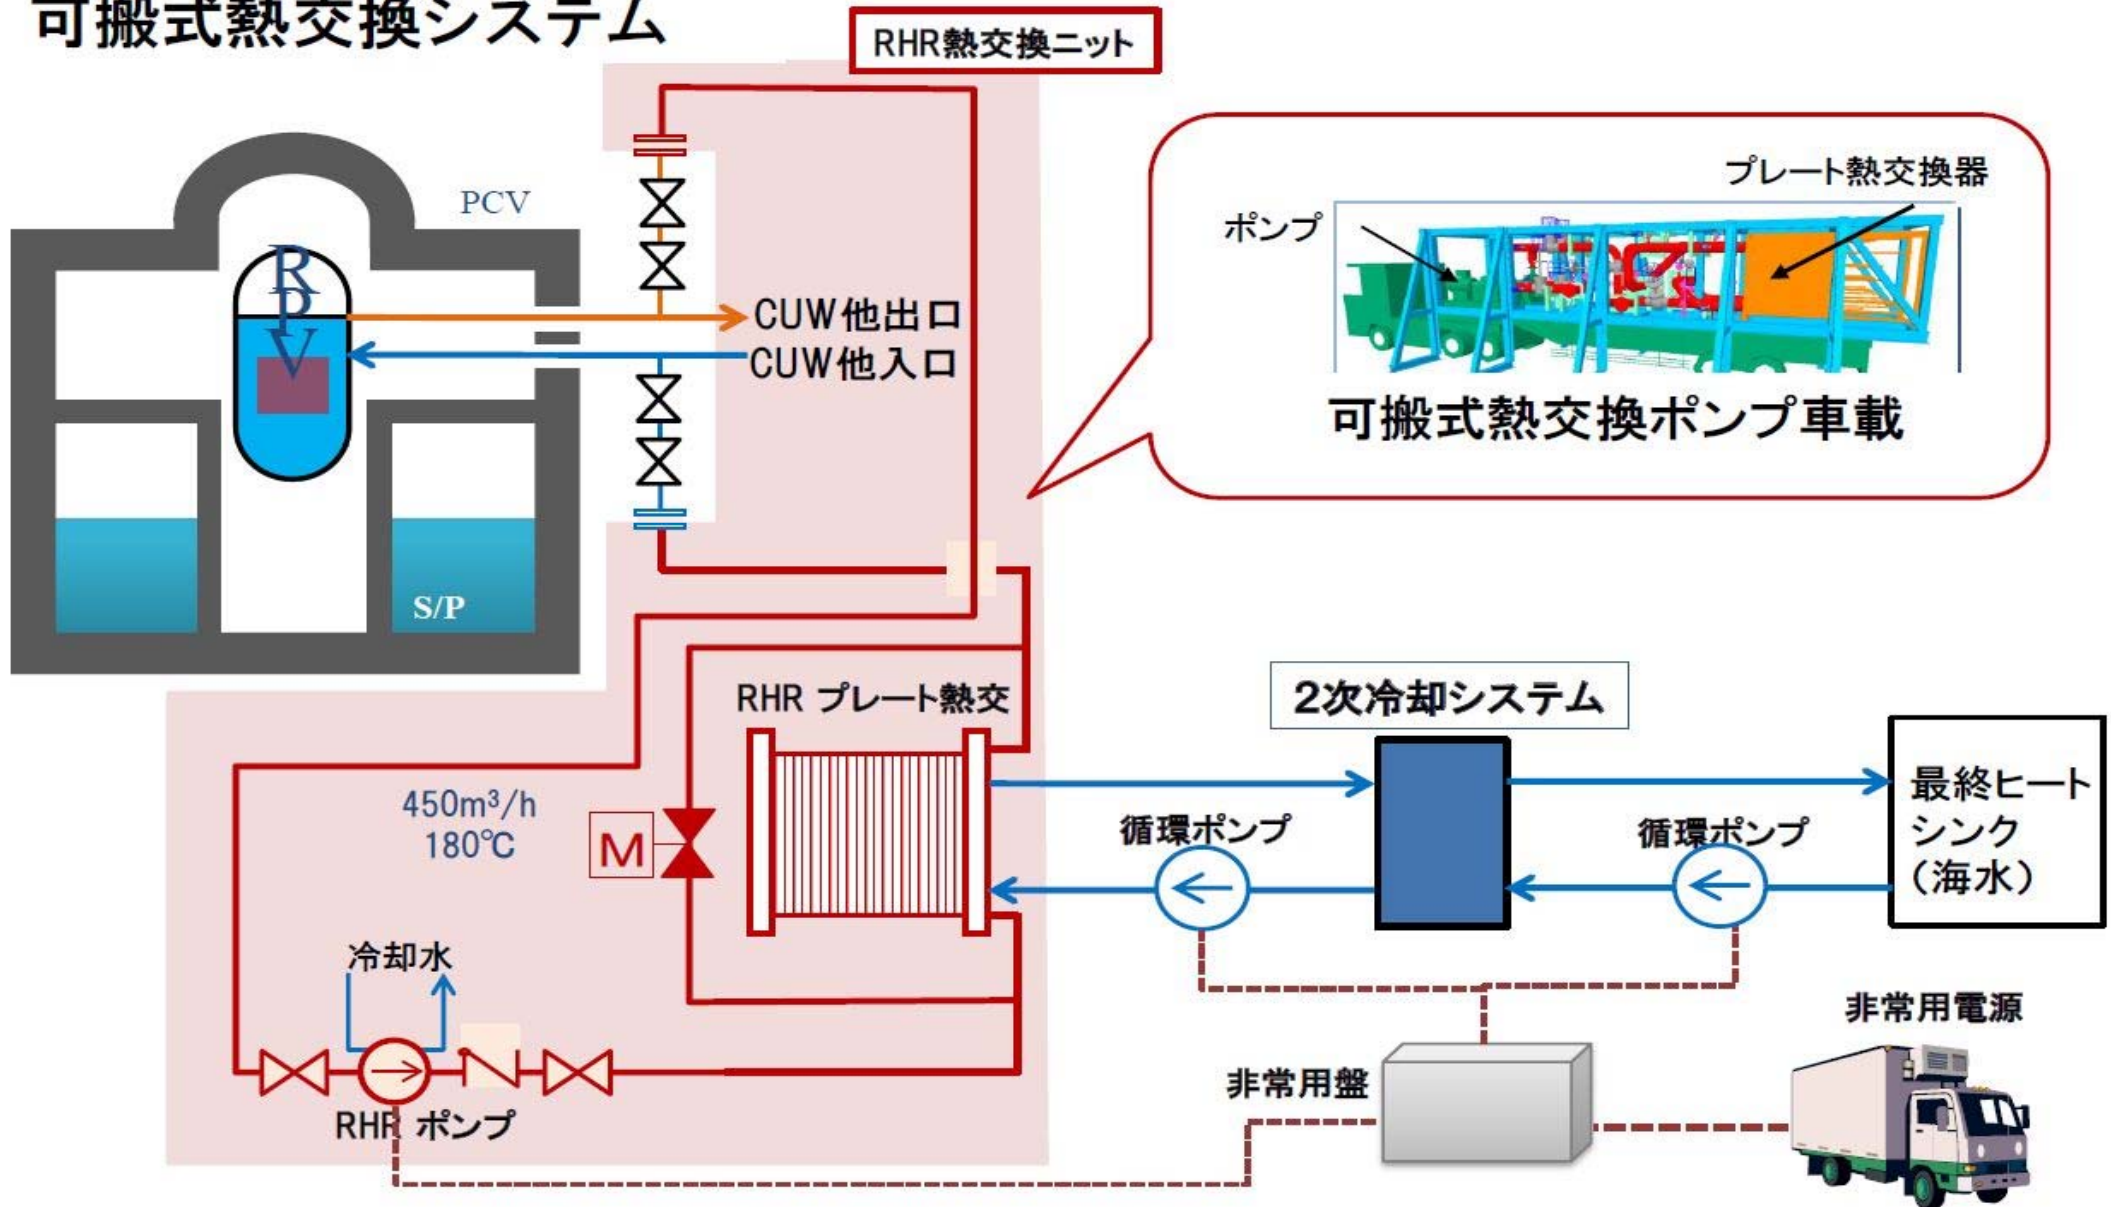 可搬式熱交換システム
RHR熱交換ニット
PCV
R
P
V
CUW他出口
CUW他入口
S/P
プレート熱交換器
ポンプ
可搬式熱交換ポンプ車載
RHR プレート熱交
450m³/h
180℃
M
冷却水
RHR ポンプ
2次冷却システム
循環ポンプ
循環ポンプ
最終ヒート
シンク
(海水)
非常用電源
非常用盤